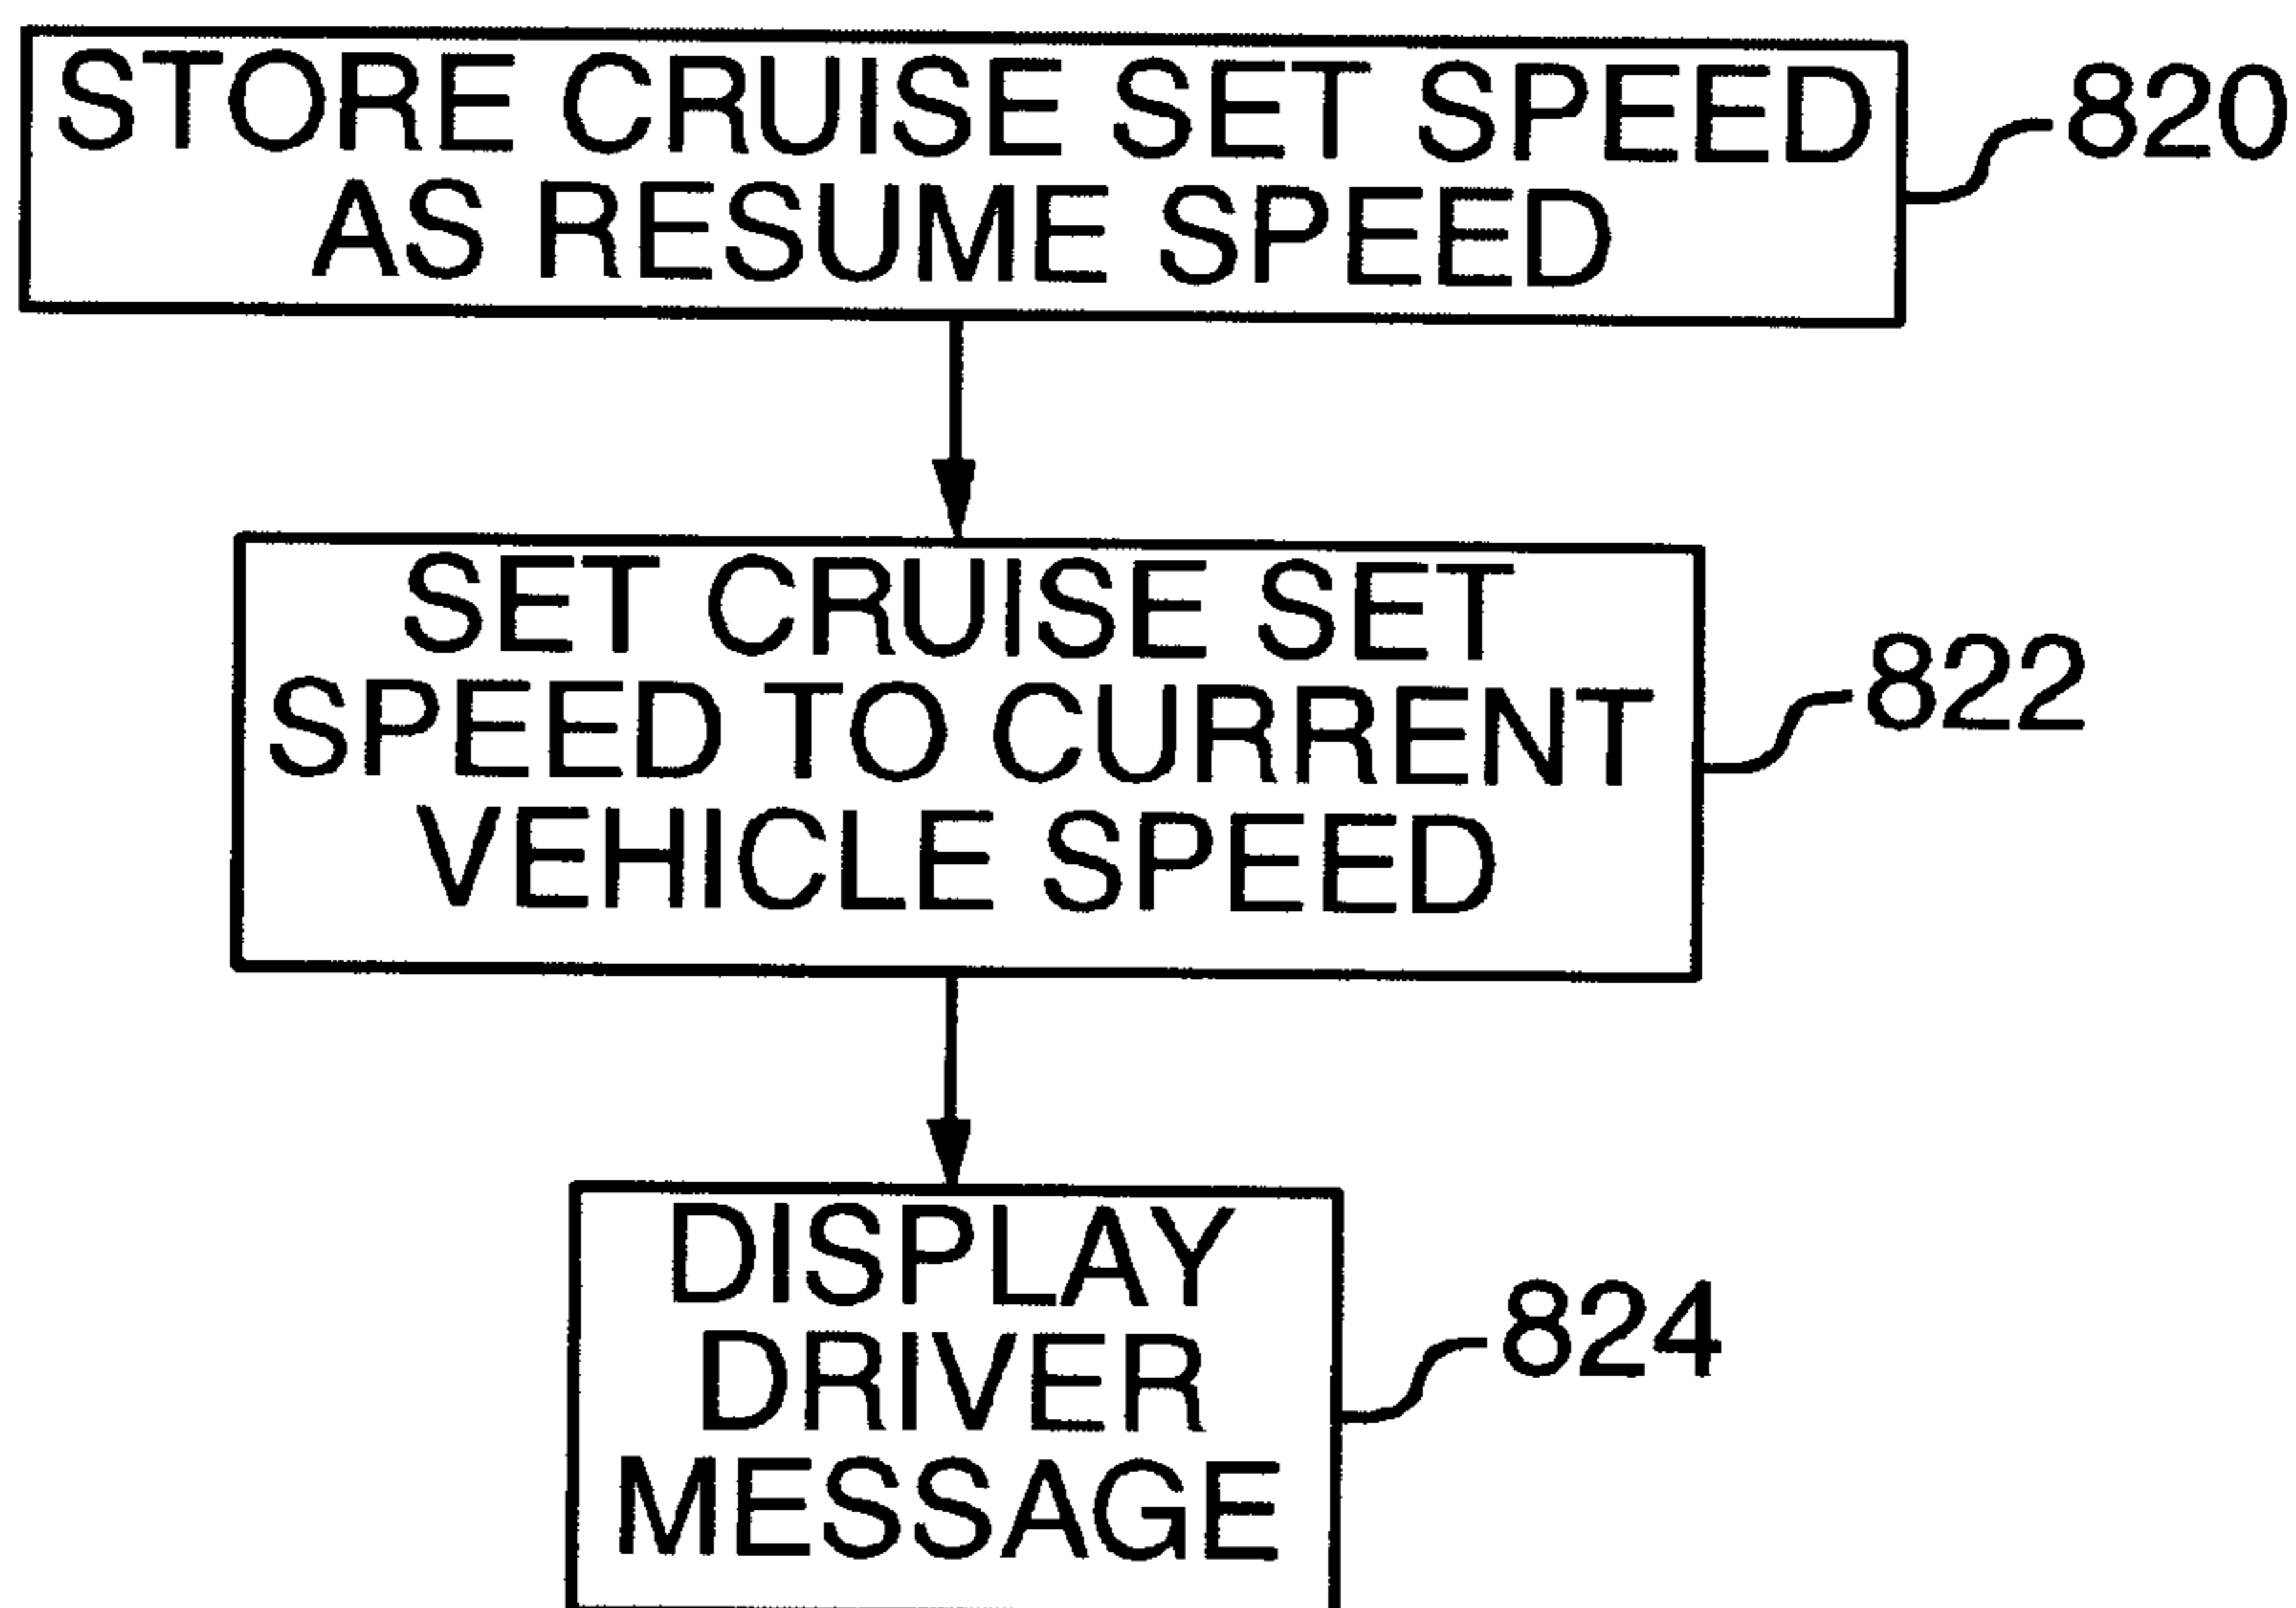 STORE CRUISE SET SPEED
AS RESUME SPEED
820
SET CRUISE SET
SPEED TO CURRENT
VEHICLE SPEED
822
DISPLAY
DRIVER
MESSAGE
824